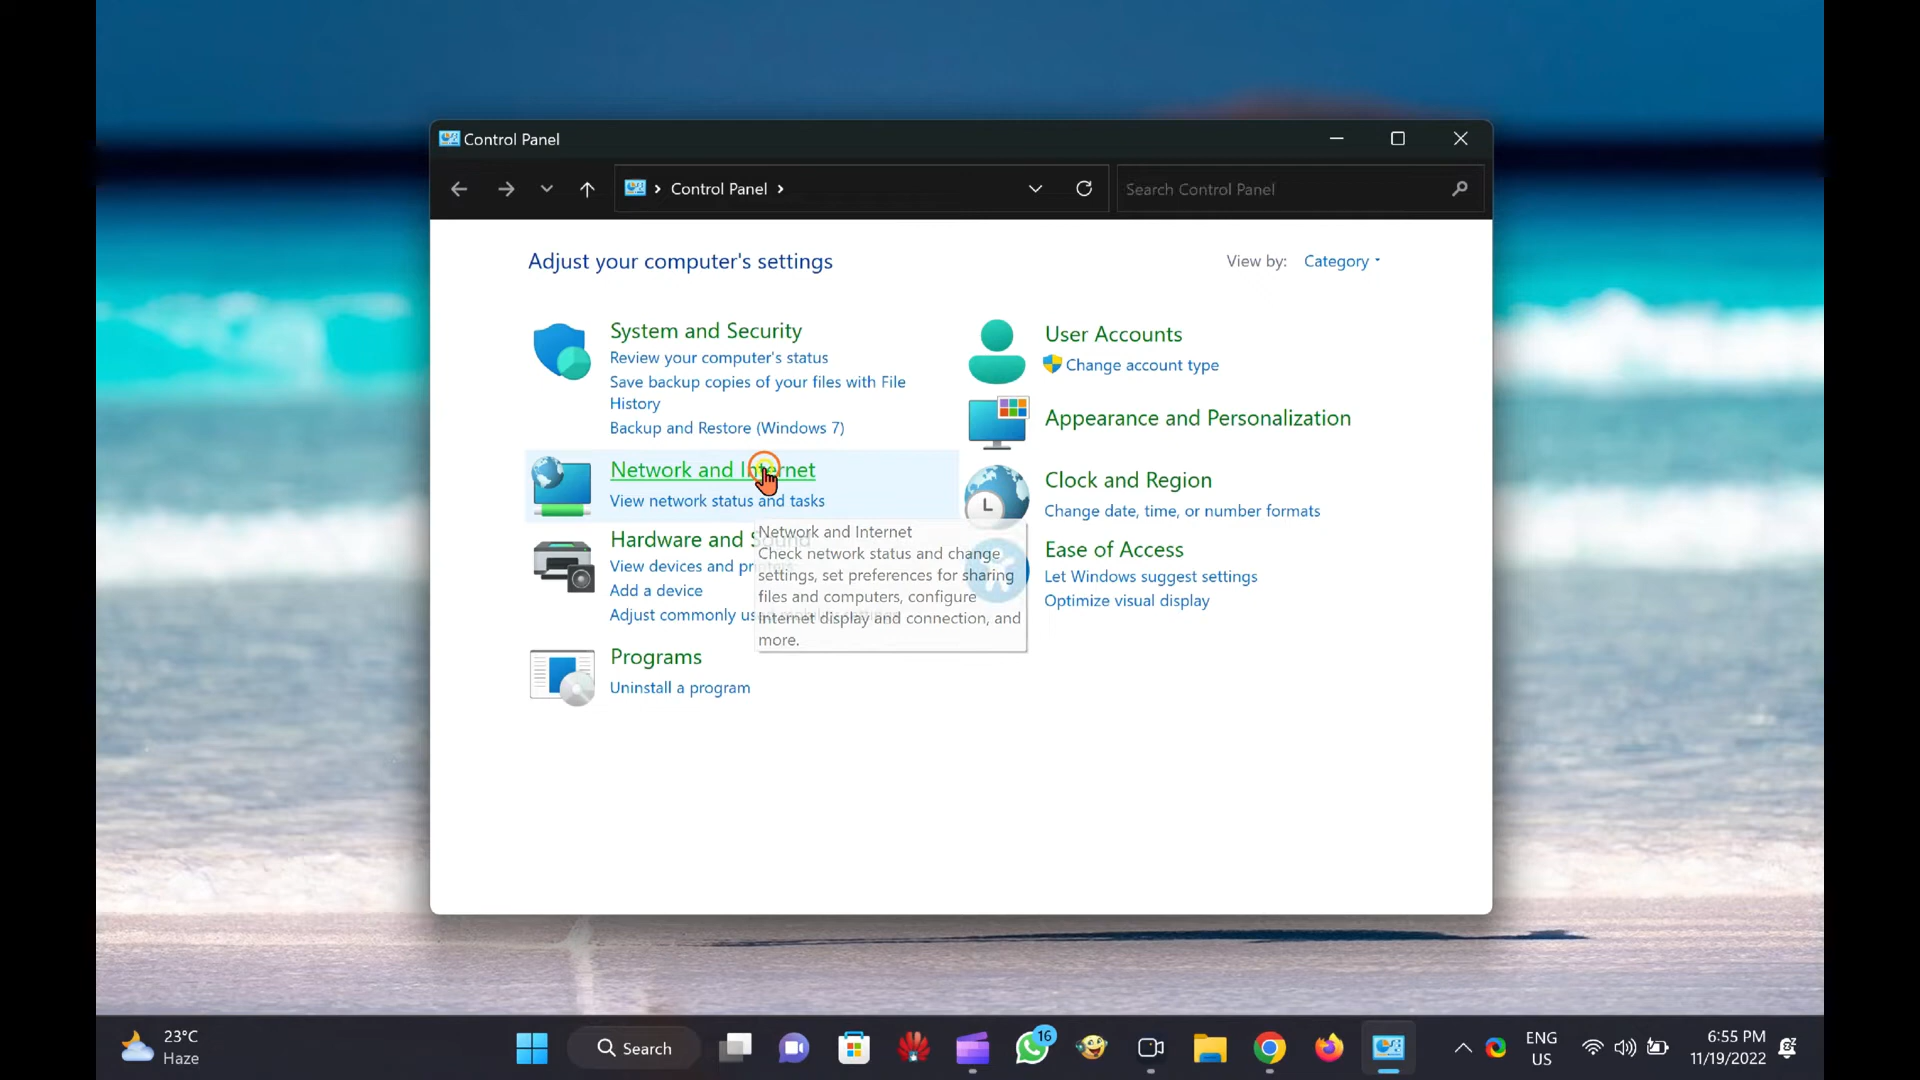 Control Panel
Control Panel
Search Control Panel
Adjust your computer's settings
View by: Category
System and Security
Review your computer's status
Save backup copies of your files with File
History
Backup and Restore (Windows 7)
Network and Internet
View network status and tasks
Hardware and Sound
View devices and printers
Add a device
Adjust commonly
Programs
Uninstall a program
User Accounts
Change account type
Appearance and Personalization
Clock and Region
Change date, time, or number formats
Ease of Access
Let Windows suggest settings
Optimize visual display
Network and Internet
Check network status and change
settings, set preferences for sharing
files and computers, configure
Internet display and connection, and
more.
23°C
Haze
Search
16
ENG
US
6:55 PM
11/19/2022